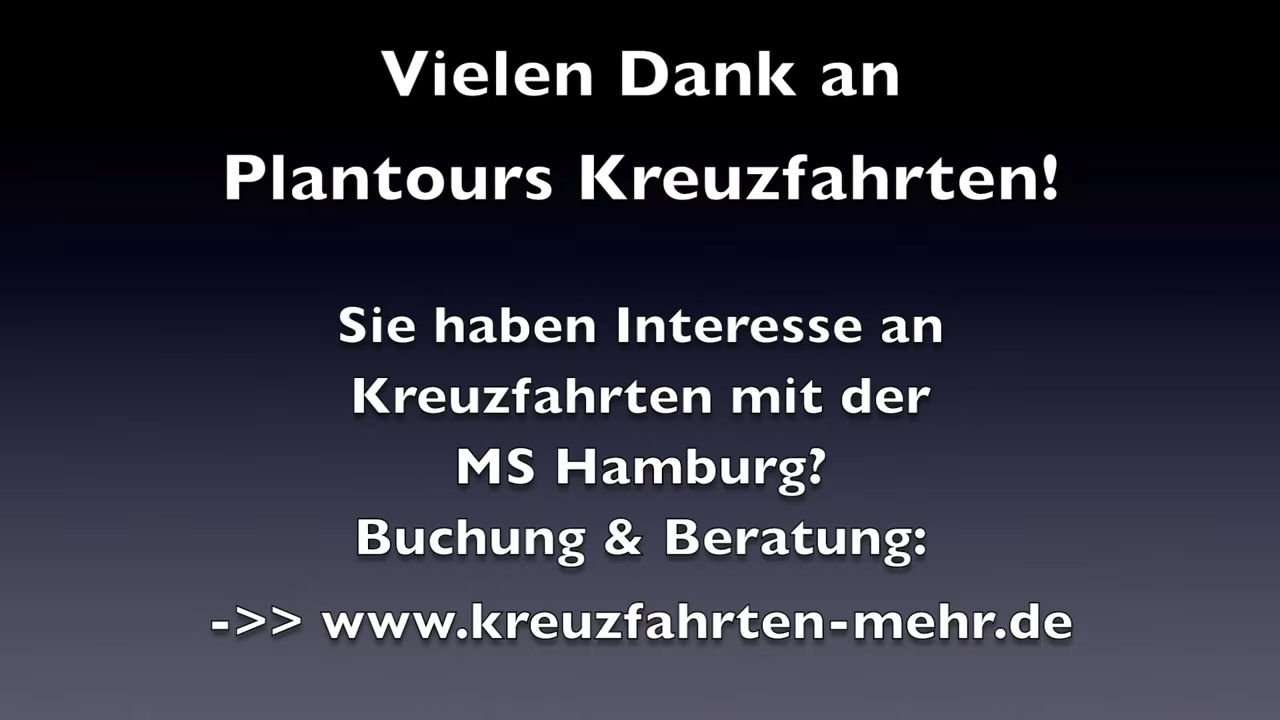 Vielen Dank an
Plantours Kreuzfahrten!
Sie haben Interesse an
Kreuzfahrten mit der
MS Hamburg?
Buchung & Beratung:
->> www.kreuzfahrten-mehr.de